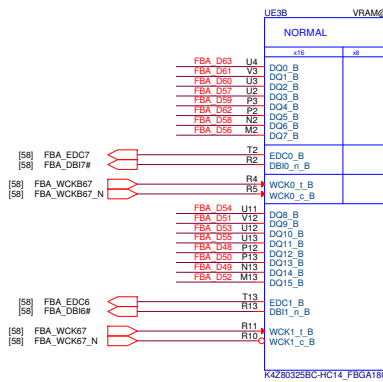 UE3B VRAM@
NORMAL
x16 x8
FBA_D63 U4 DQ0_B
FBA_D61 V3 DQ1_B
FBA_D60 U3 DQ2_B
FBA_D57 U2 DQ3_B
FBA_D59 P3 DQ4_B
FBA_D62 P2 DQ5_B
FBA_D58 N2 DQ6_B
FBA_D56 M2 DQ7_B
[58] FBA_EDC7 T2 EDC0_B
[58] FBA_DBI7# R2 DBI0_n_B
[58] FBA_WCKB67 R4 WCK0_t_B
[58] FBA_WCKB67_N R5 WCK0_c_B
FBA_D54 U11 DQ8_B
FBA_D51 V12 DQ9_B
FBA_D53 U12 DQ10_B
FBA_D55 U13 DQ11_B
FBA_D48 P12 DQ12_B
FBA_D50 P13 DQ13_B
FBA_D49 N13 DQ14_B
FBA_D52 M13 DQ15_B
[58] FBA_EDC6 T13 EDC1_B
[58] FBA_DBI6# R13 DBI1_n_B
[58] FBA_WCK67 R11 WCK1_t_B
[58] FBA_WCK67_N R10 WCK1_c_B
K4Z80325BC-HC14_FBGA180